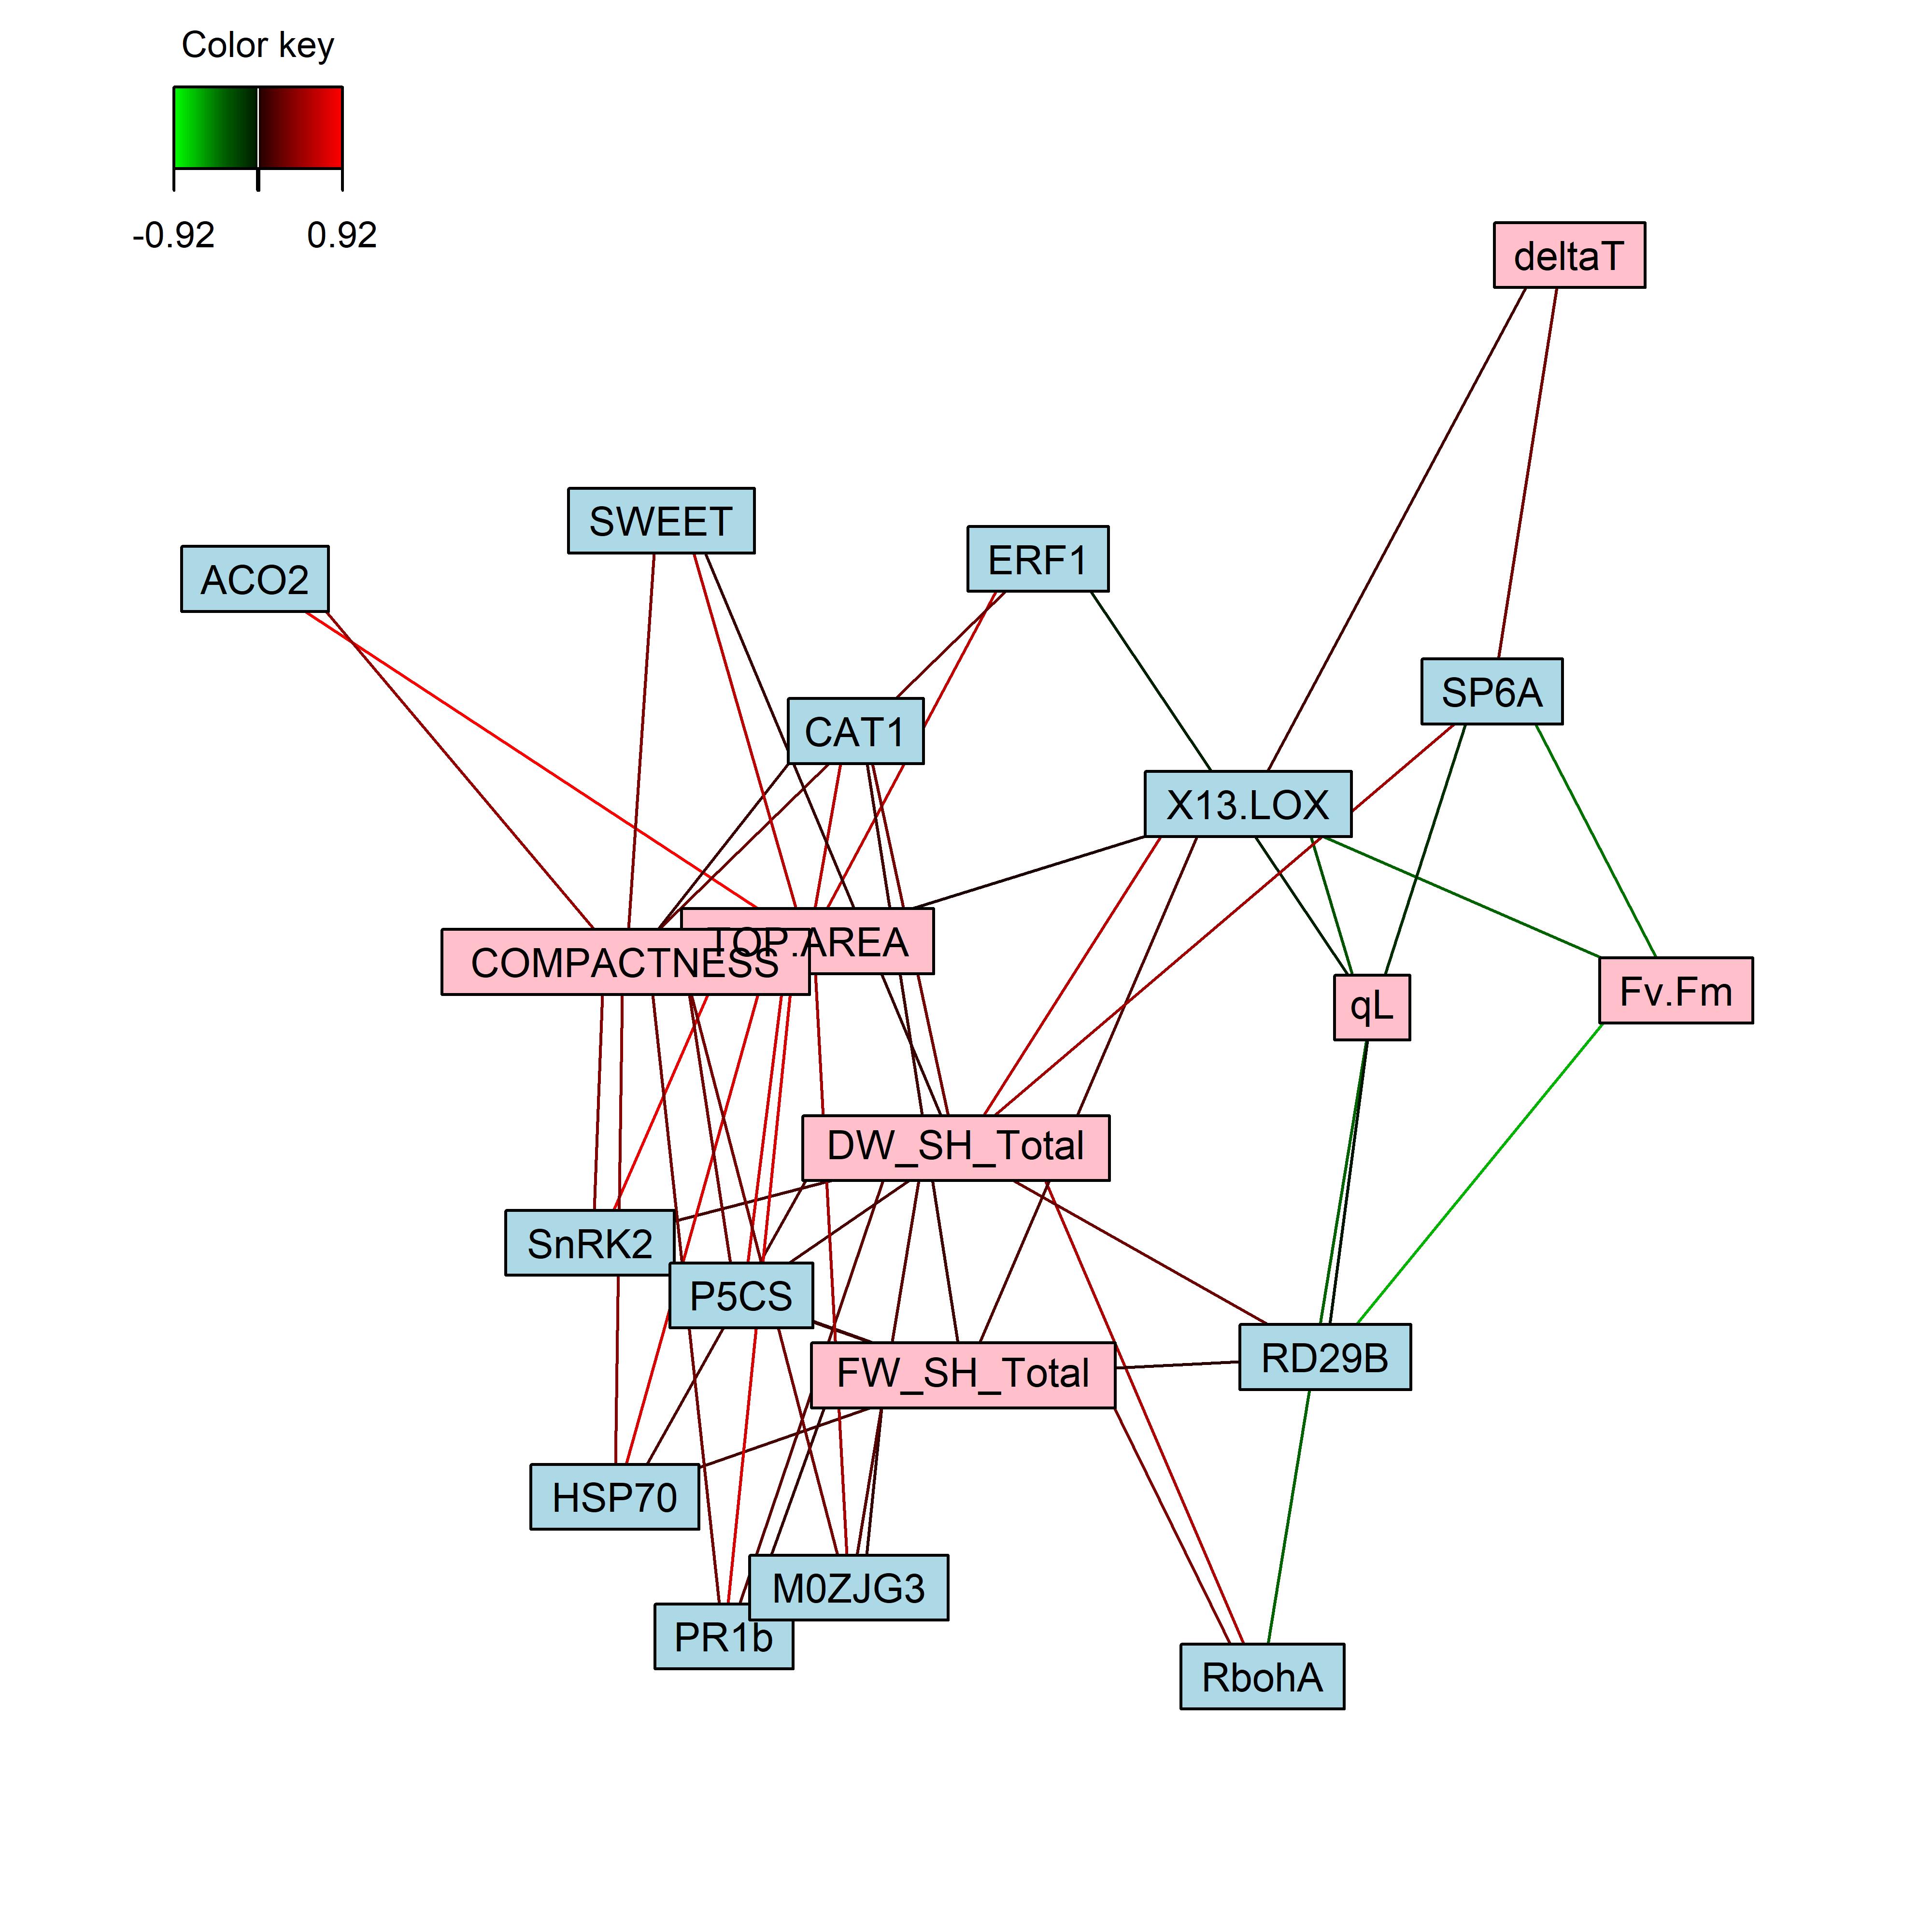 Color key
-0.92 0.92
deltaT
SWEET
ERF1
ACO2
SP6A
CAT1
X13.LOX
TOP.AREA
COMPACTNESS
Fv.Fm
qL
DW_SH_Total
SnRK2
P5CS
RD29B
FW_SH_Total
HSP70
M0ZJG3
PR1b
RbohA